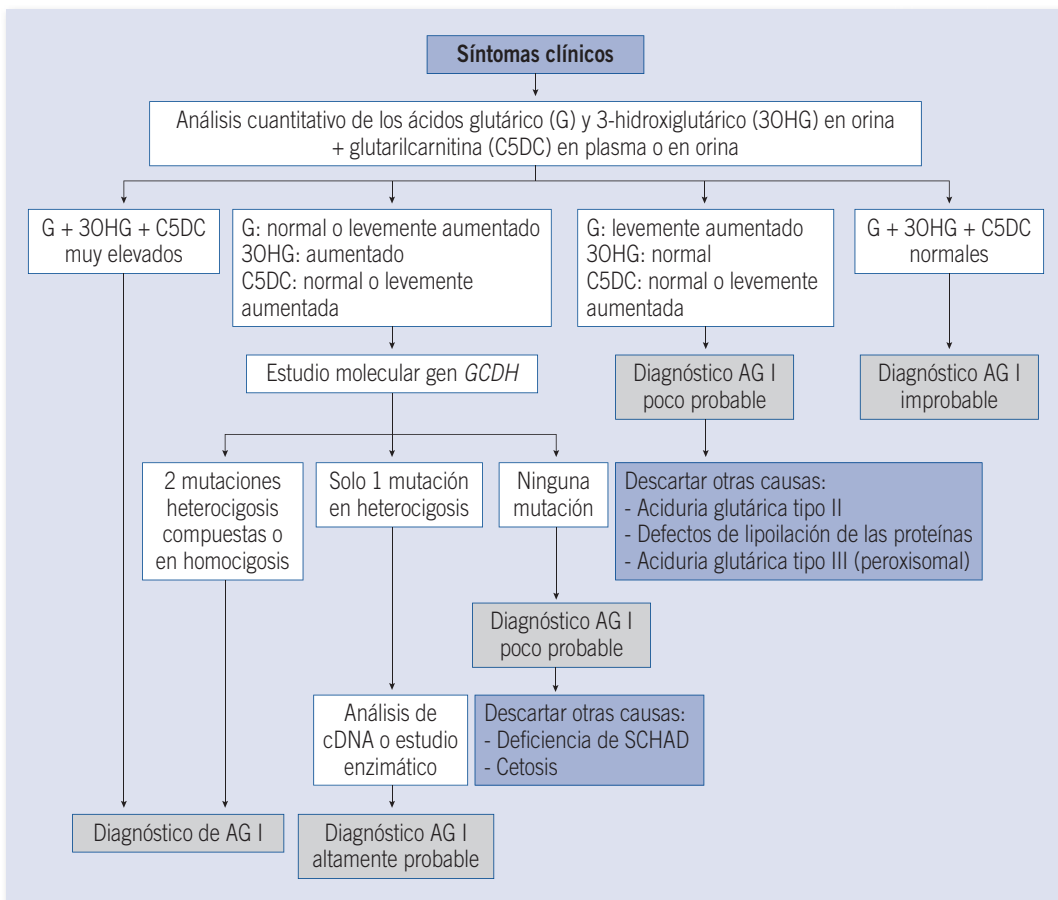 Síntomas clínicos
Análisis cuantitativo de los ácidos glutárico (G) y 3-hidroxiglutárico (3OHG) en orina
+ glutarilcarnitina (C5DC) en plasma o en orina
G + 3OHG + C5DC
muy elevados
G: normal o levemente aumentado
3OHG: aumentado
C5DC: normal o levemente
aumentada
G: levemente aumentado
3OHG: normal
C5DC: normal o levemente
aumentada
G + 3OHG + C5DC
normales
Estudio molecular gen GCDH
Diagnóstico AG I
poco probable
Diagnóstico AG I
improbable
2 mutaciones
heterocigosis
compuestas o
en homocigosis
Solo 1 mutación
en heterocigosis
Ninguna
mutación
Descartar otras causas:
- Aciduria glutárica tipo II
- Defectos de lipoilación de las proteínas
- Aciduria glutárica tipo III (peroxisomal)
Diagnóstico AG I
poco probable
Análisis de
cDNA o estudio
enzimático
Descartar otras causas:
- Deficiencia de SCHAD
- Cetosis
Diagnóstico de AG I
Diagnóstico AG I
altamente probable